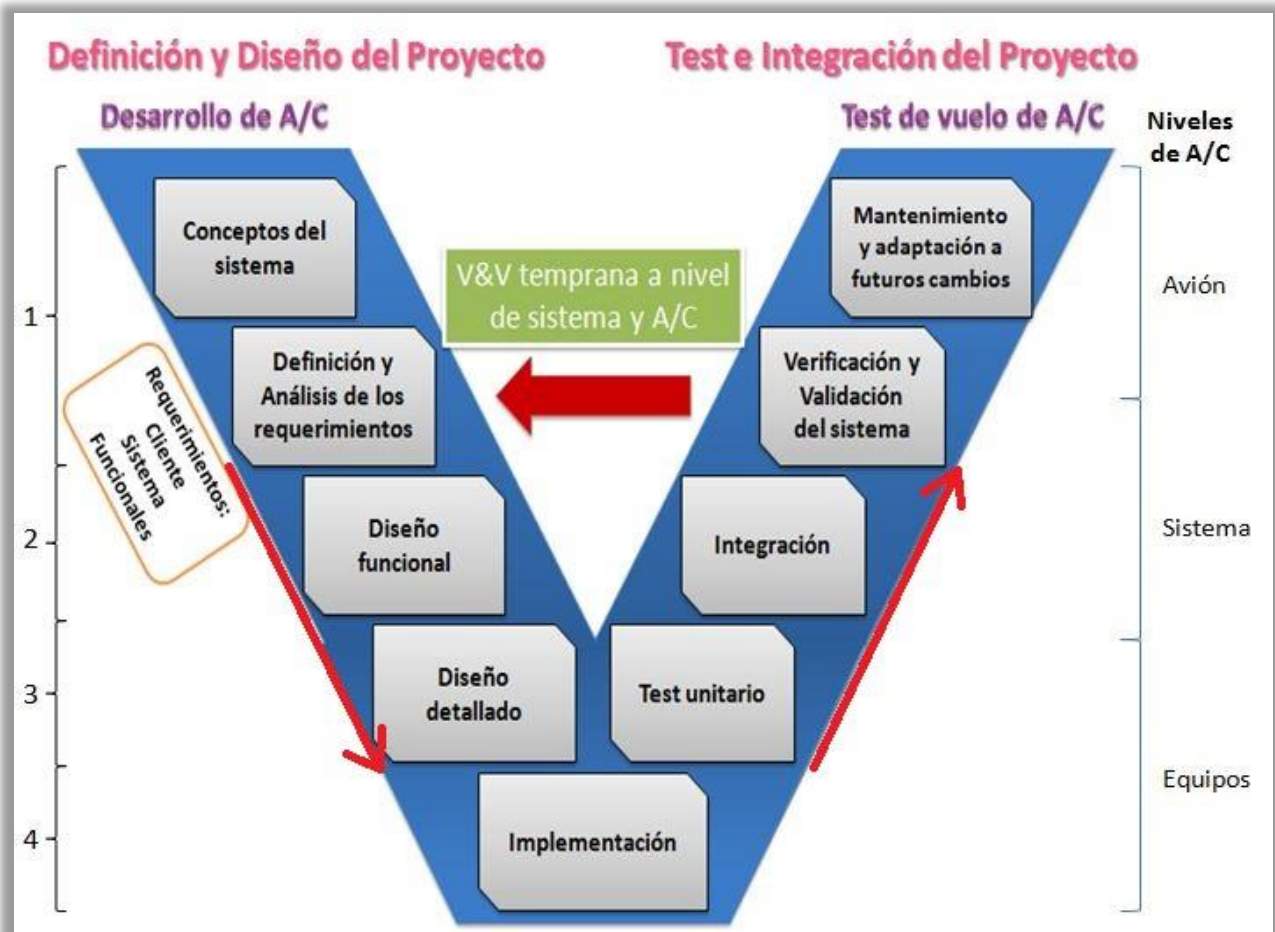 Definición y Diseño del Proyecto
Test e Integración del Proyecto
Desarrollo de A/C
Test de vuelo de A/C
Niveles
de A/C
Conceptos del
sistema
Mantenimiento
y adaptación a
futuros cambios
V&V temprana a nivel
de sistema y A/C
Avión
1
Definición y
Análisis de los
requerimientos
Verificación y
Validación
del sistema
Requerimientos:
Cliente
Sistema
Funcionales
2
Diseño
funcional
Integración
Sistema
3
Diseño
detallado
Test unitario
Equipos
4
Implementación